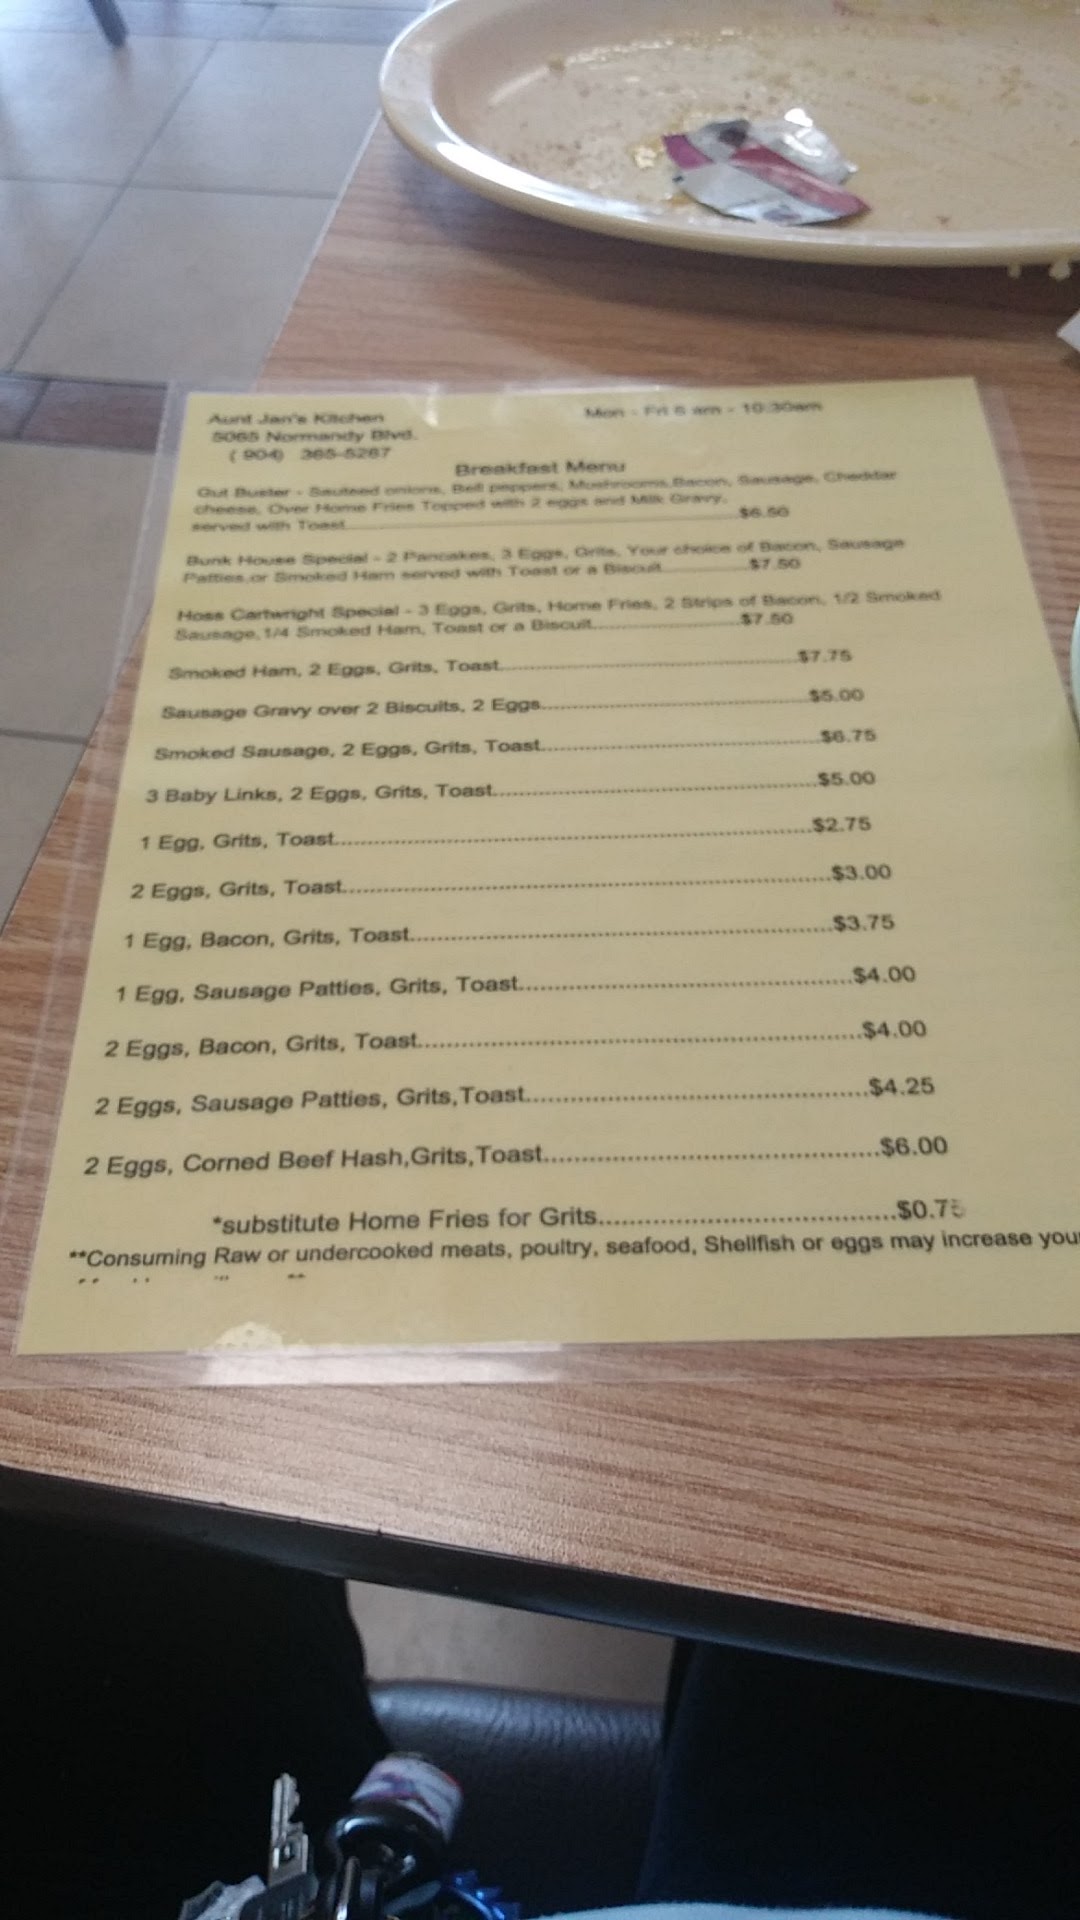 Aunt Jan's Kitchen
Mon - Fri 6 am - 10:30am
5065 Normandy Blvd.
( 904) 365-5267
Breakfast Menu
Gut Buster - Sauteed onions, Bell peppers, Mushrooms,Bacon, Sausage, Cheddar
cheese, Over Home Fries Topped with 2 eggs and Milk Gravy,
served with Toast..........$6.50
Bunk House Special - 2 Pancakes, 3 Eggs, Grits, Your choice of Bacon, Sausage
Patties,or Smoked Ham served with Toast or a Biscuit..........$7.50
Hoss Cartwright Special - 3 Eggs, Grits, Home Fries, 2 Strips of Bacon, 1/2 Smoked
Sausage,1/4 Smoked Ham, Toast or a Biscuit..........$7.50
Smoked Ham, 2 Eggs, Grits, Toast..........$7.75
Sausage Gravy over 2 Biscuits, 2 Eggs..........$5.00
Smoked Sausage, 2 Eggs, Grits, Toast..........$6.75
3 Baby Links, 2 Eggs, Grits, Toast..........$5.00
1 Egg, Grits, Toast..........$2.75
2 Eggs, Grits, Toast..........$3.00
1 Egg, Bacon, Grits, Toast..........$3.75
1 Egg, Sausage Patties, Grits, Toast..........$4.00
2 Eggs, Bacon, Grits, Toast..........$4.00
2 Eggs, Sausage Patties, Grits,Toast..........$4.25
2 Eggs, Corned Beef Hash,Grits,Toast..........$6.00
*substitute Home Fries for Grits..........$0.75
**Consuming Raw or undercooked meats, poultry, seafood, Shellfish or eggs may increase your